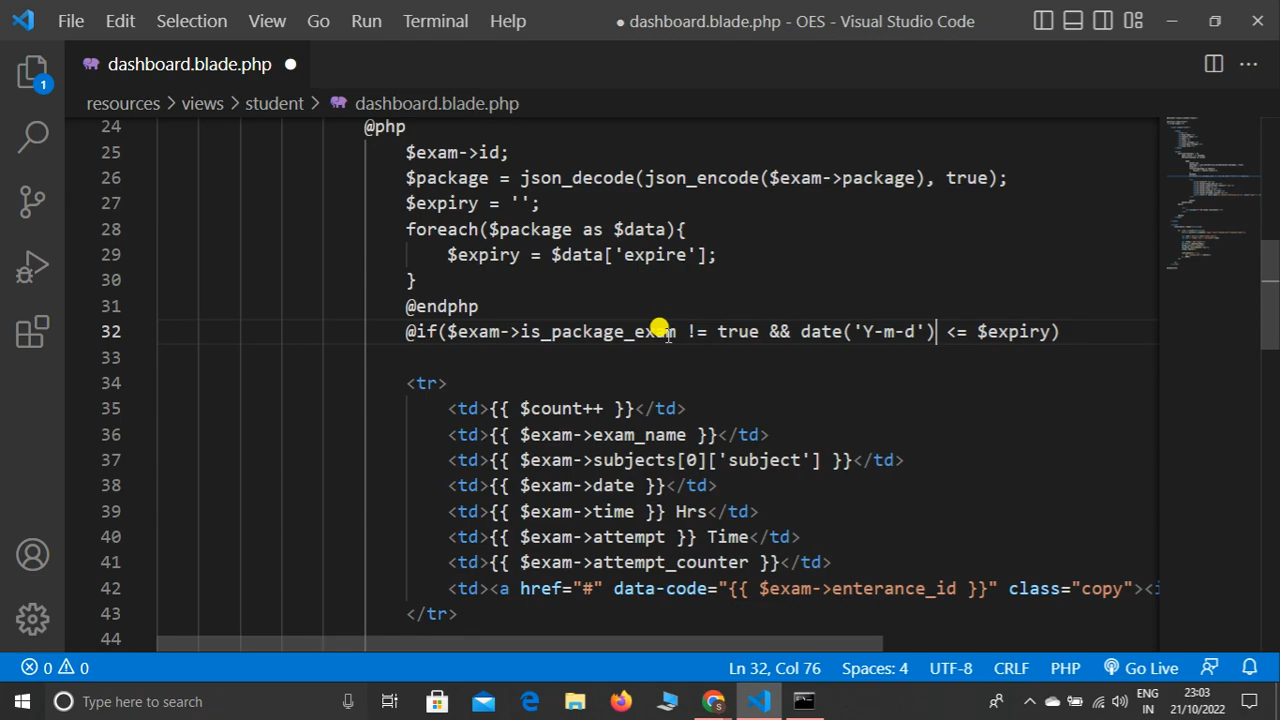 File Edit Selection View Go Run Terminal Help ● dashboard.blade.php - OES - Visual Studio Code
dashboard.blade.php
resources > views > student > dashboard.blade.php
24 @php
25 $exam->id;
26 $package = json_decode(json_encode($exam->package), true);
27 $expiry = '';
28 foreach($package as $data){
29 $expiry = $data['expire'];
30 }
31 @endphp
32 @if($exam->is_package_exam != true && date('Y-m-d') <= $expiry)
33
34 <tr>
35 <td>{{ $count++ }}</td>
36 <td>{{ $exam->exam_name }}</td>
37 <td>{{ $exam->subjects[0]['subject'] }}</td>
38 <td>{{ $exam->date }}</td>
39 <td>{{ $exam->time }} Hrs</td>
40 <td>{{ $exam->attempt }} Time</td>
41 <td>{{ $exam->attempt_counter }}</td>
42 <td><a href="#" data-code="{{ $exam->enterance_id }}" class="copy"><i
43 </tr>
44
1
0 0 Ln 32, Col 76 Spaces: 4 UTF-8 CRLF PHP Go Live
Type here to search ENG IN 23:03 21/10/2022